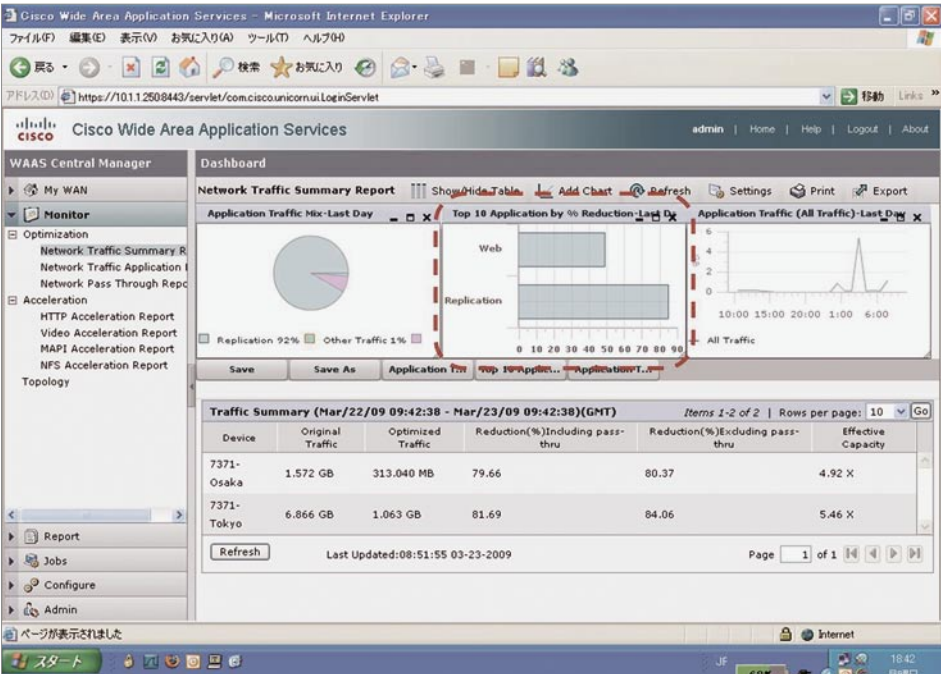 Cisco Wide Area Application Services - Microsoft Internet Explorer
ファイル(F) 編集(E) 表示(V) お気に入り(A) ツール(T) ヘルプ(H)
戻る 検索 お気に入り
アドレス(D) https://10.1.1.250:8443/servlet/com.cisco.unicorn.ui.LoginServlet 移動 Links »
CISCO Cisco Wide Area Application Services admin | Home | Help | Logout | About
WAAS Central Manager
My WAN
Monitor
Optimization
Network Traffic Summary R
Network Traffic Application
Network Pass Through Repo
Acceleration
HTTP Acceleration Report
Video Acceleration Report
MAPI Acceleration Report
NFS Acceleration Report
Topology
Report
Jobs
Configure
Admin
Dashboard
Network Traffic Summary Report Show/Hide Table Add Chart Refresh Settings Print Export
Application Traffic Mix-Last Day
Replication 92% Other Traffic 1%
Top 10 Application by % Reduction-Last D
Web
Replication
0 10 20 30 40 50 60 70 80 90
Application Traffic (All Traffic)-Last Day
6
4
2
0
10:00 15:00 20:00 1:00 6:00
All Traffic
Save Save As Application T... Top 10 Applic... Application T...
Traffic Summary (Mar/22/09 09:42:38 - Mar/23/09 09:42:38)(GMT) Items 1-2 of 2 | Rows per page: 10 Go
Device Original Traffic Optimized Traffic Reduction(%)Including pass-thru Reduction(%)Excluding pass-thru Effective Capacity
7371-Osaka 1.572 GB 313.040 MB 79.66 80.37 4.92 X
7371-Tokyo 6.866 GB 1.063 GB 81.69 84.06 5.46 X
Refresh Last Updated:08:51:55 03-23-2009 Page 1 of 1
ページが表示されました Internet
スタート JF 18:42